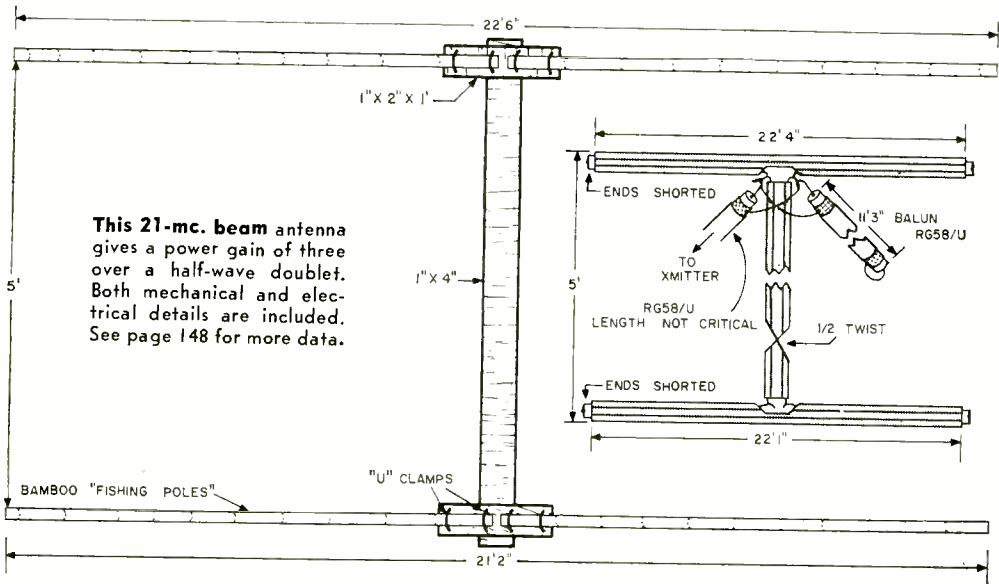 22'6"
1" X 2" X 1'
22'4"
ENDS SHORTED
11'3" BALUN
RG58/U
TO
XMITTER
This 21-mc. beam antenna
gives a power gain of three
over a half-wave doublet.
Both mechanical and elec-
trical details are included.
See page 148 for more data.
5'
1" X 4"
5'
RG58/U
LENGTH NOT CRITICAL
1/2 TWIST
ENDS SHORTED
22'1"
BAMBOO "FISHING POLES"
"U" CLAMPS
21'2"